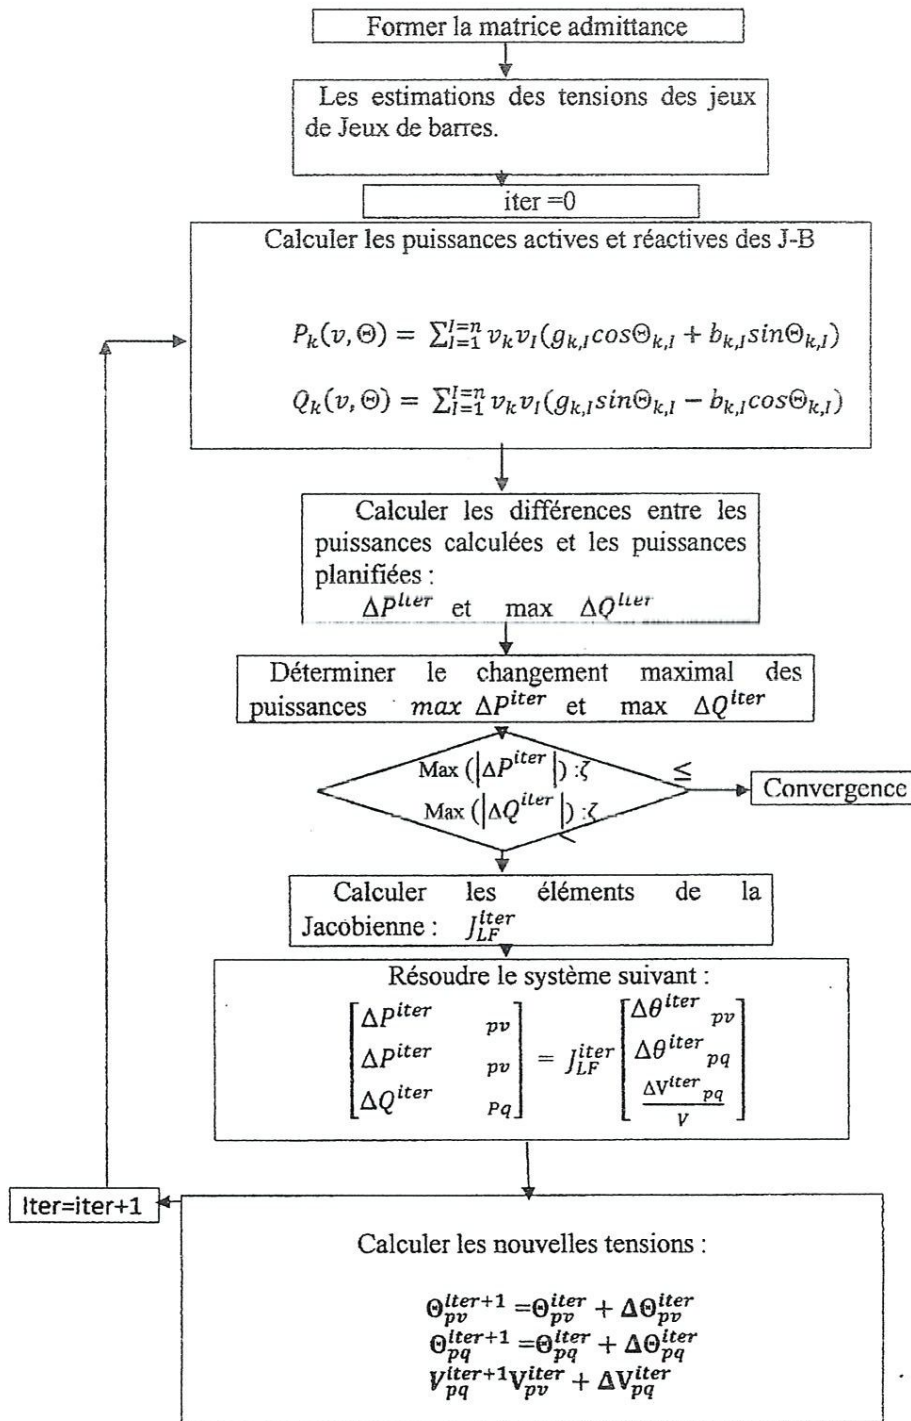 Former la matrice admittance
Les estimations des tensions des jeux
de Jeux de barres.
iter =0
Calculer les puissances actives et réactives des J-B
P_k(v,Θ) = ∑_{I=1}^{I=n} v_k v_I(g_{k,I}cosΘ_{k,I} + b_{k,I}sinΘ_{k,I})
Q_k(v,Θ) = ∑_{I=1}^{I=n} v_k v_I(g_{k,I}sinΘ_{k,I} − b_{k,I}cosΘ_{k,I})
Calculer les différences entre les
puissances calculées et les puissances
planifiées :
ΔP^{iter} et max ΔQ^{iter}
Déterminer le changement maximal des
puissances max ΔP^{iter} et max ΔQ^{iter}
Max (|ΔP^{iter}|) :ζ
≤
Max (|ΔQ^{iter}|) :ζ
<
Convergence
Calculer les éléments de la
Jacobienne : J_{LF}^{iter}
Résoudre le système suivant :
[ΔP^{iter} pv] [Δθ^{iter} pv]
[ΔP^{iter} pv] = J_{LF}^{iter} [Δθ^{iter} pq]
[ΔQ^{iter} Pq] [ΔV^{iter} pq / V]
Iter=iter+1
Calculer les nouvelles tensions :
Θ_{pv}^{iter+1} =Θ_{pv}^{iter} + ΔΘ_{pv}^{iter}
Θ_{pq}^{iter+1} =Θ_{pq}^{iter} + ΔΘ_{pq}^{iter}
V_{pq}^{iter+1}V_{pv}^{iter} + ΔV_{pq}^{iter}